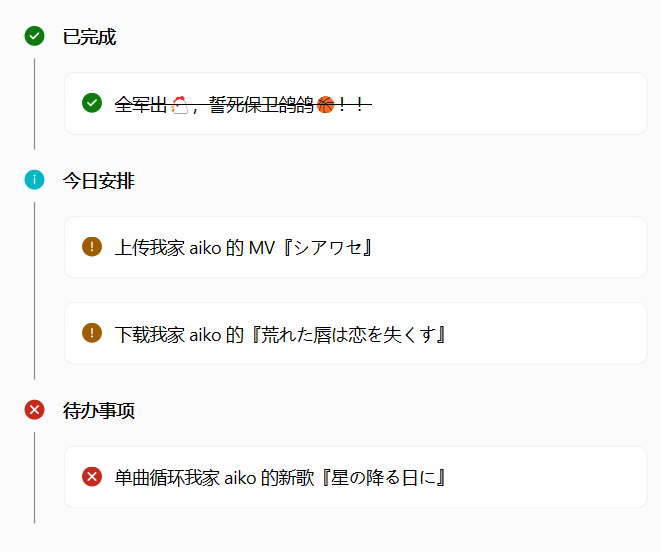 已完成
全军出🐔，誓死保卫鸽鸽🏀！！
今日安排
上传我家 aiko 的 MV『シアワセ』
下载我家 aiko 的『荒れた唇は恋を失くす』
待办事项
单曲循环我家 aiko 的新歌『星の降る日に』